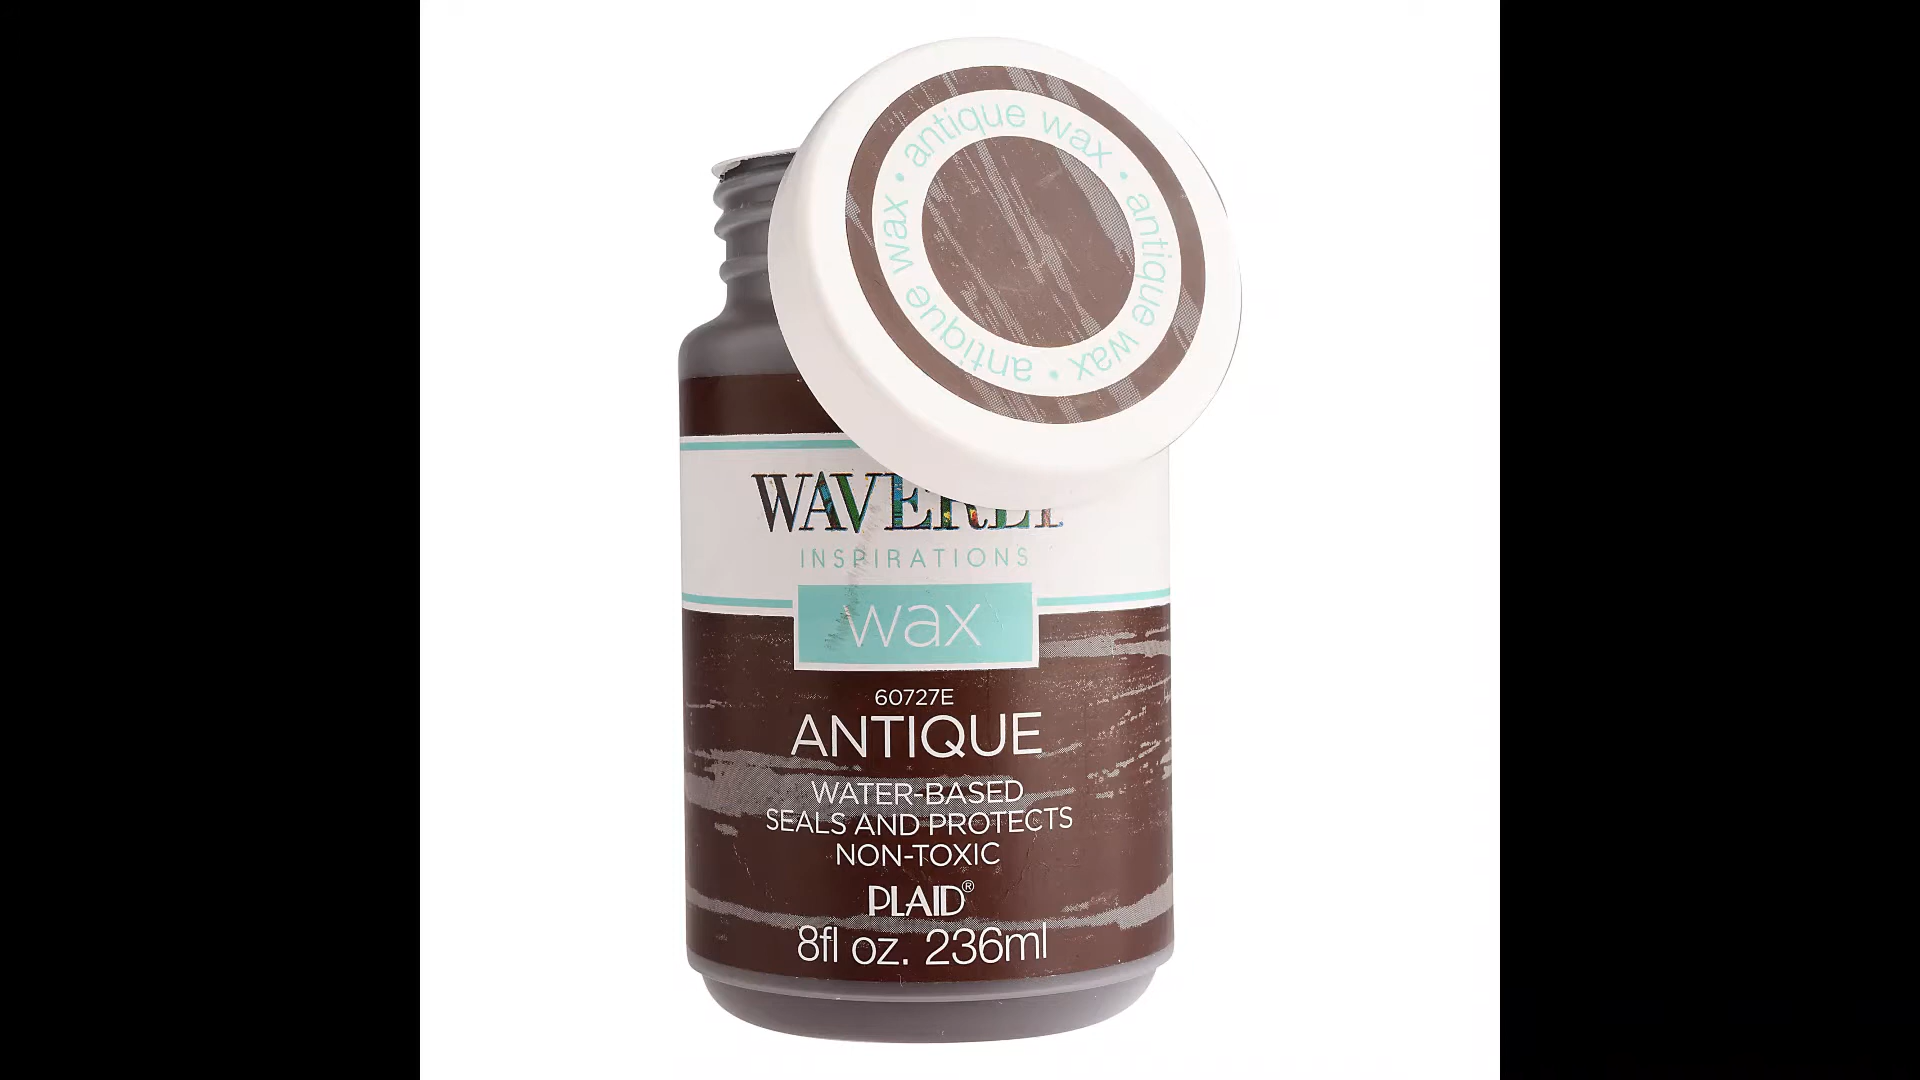 antique wax • antique wax • antique wax •
WAVERLY
INSPIRATIONS
wax
60727E
ANTIQUE
WATER-BASED
SEALS AND PROTECTS
NON-TOXIC
PLAID®
8fl oz. 236ml